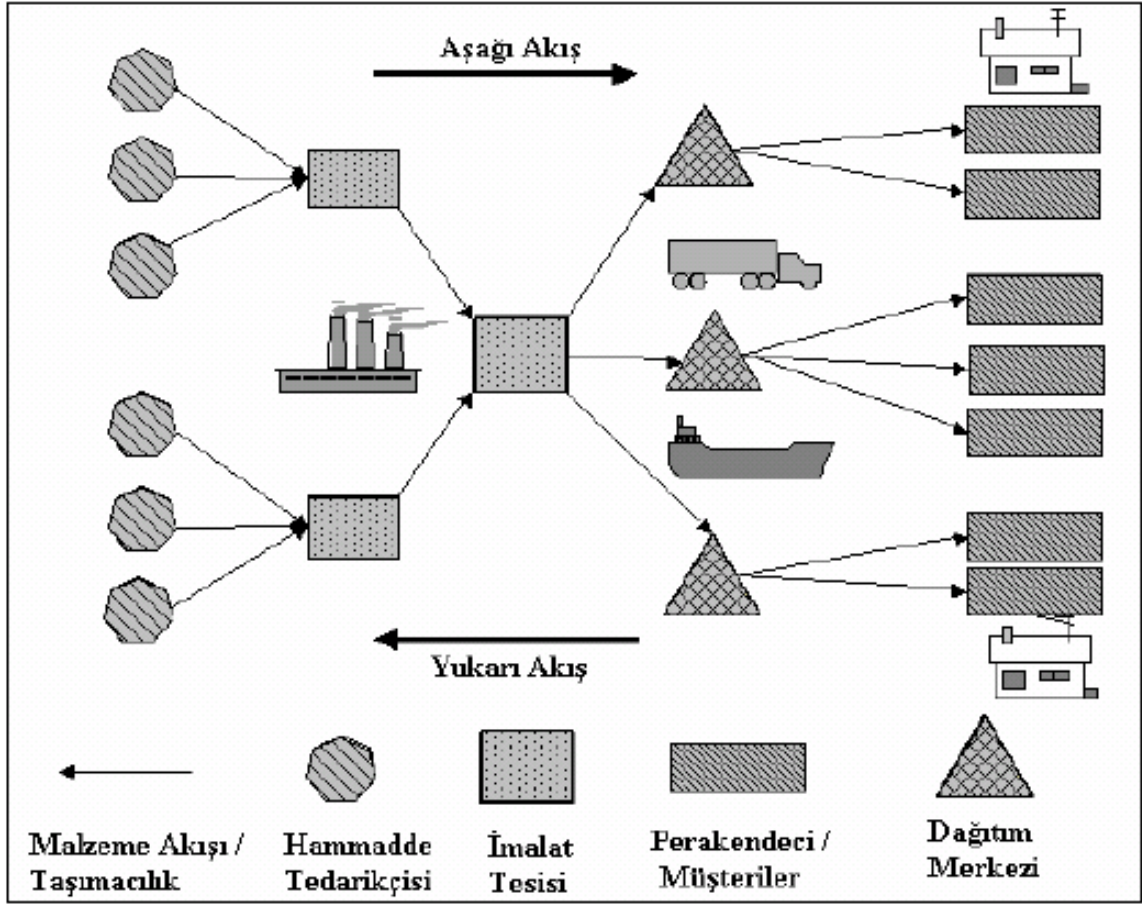 Aşağı Akış
Yukarı Akış
Malzeme Akışı /
Taşımacılık
Hammadde
Tedarikçisi
İmalat
Tesisi
Perakendeci /
Müşteriler
Dağıtım
Merkezi